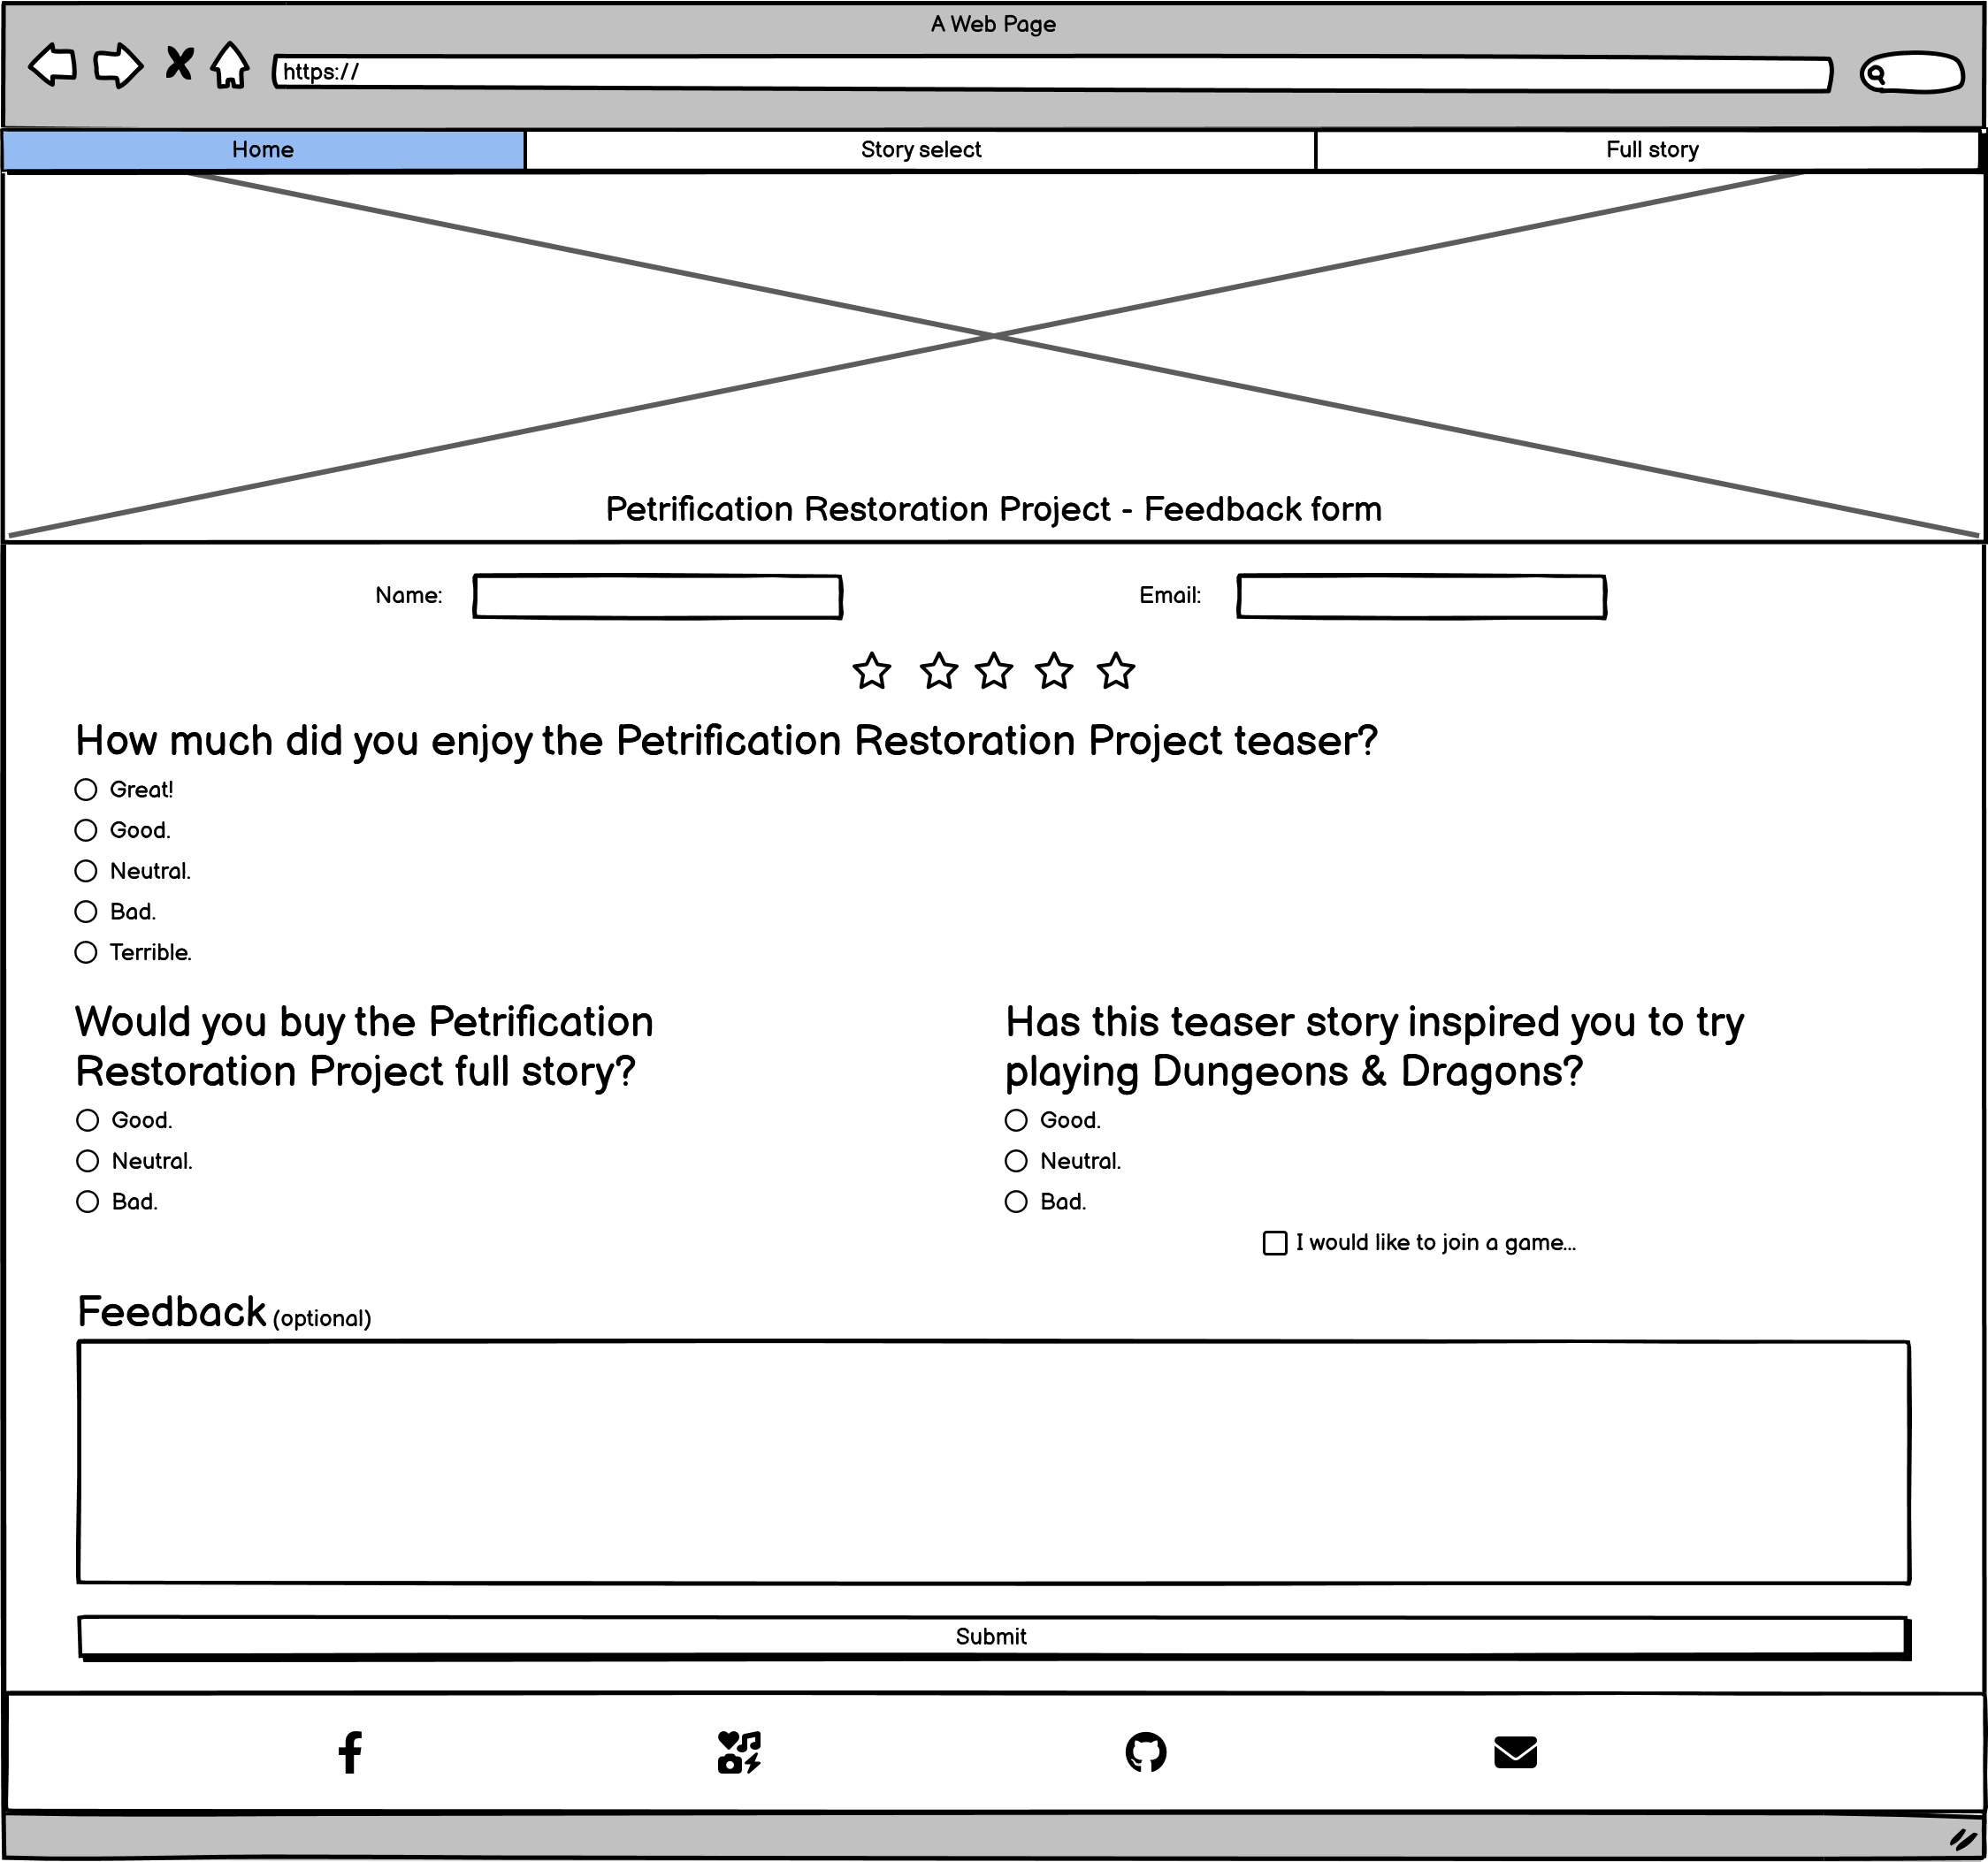 A Web Page
https://
Home Story select Full story
Petrification Restoration Project - Feedback form
Name: Email:
How much did you enjoy the Petrification Restoration Project teaser?
Great!
Good.
Neutral.
Bad.
Terrible.
Would you buy the Petrification
Restoration Project full story?
Good.
Neutral.
Bad.
Has this teaser story inspired you to try
playing Dungeons & Dragons?
Good.
Neutral.
Bad.
I would like to join a game...
Feedback (optional)
Submit